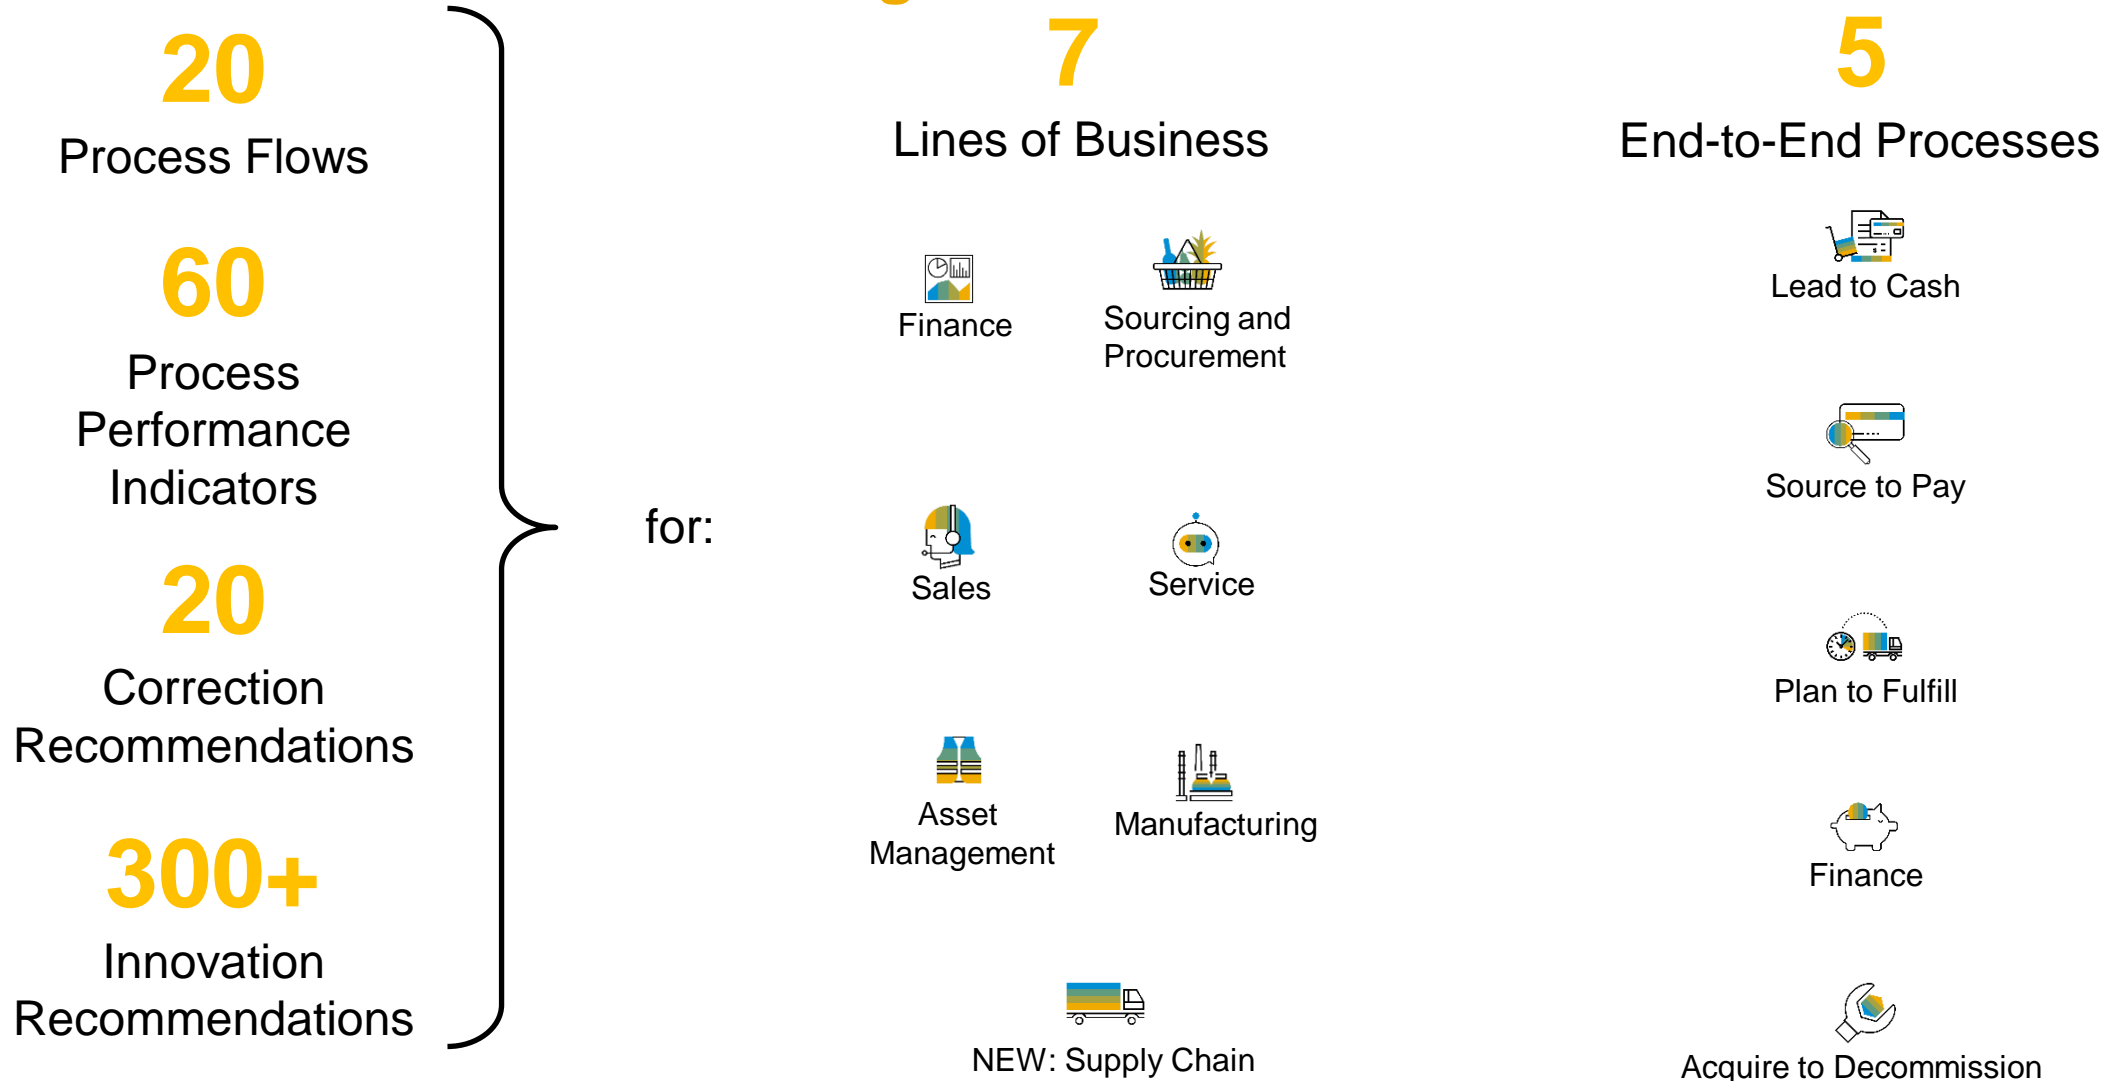 20
Process Flows
60
Process
Performance
Indicators
20
Correction
Recommendations
300+
Innovation
Recommendations
for:
7
Lines of Business
Finance
Sourcing and
Procurement
Sales
Service
Asset
Management
Manufacturing
NEW: Supply Chain
5
End-to-End Processes
Lead to Cash
Source to Pay
Plan to Fulfill
Finance
Acquire to Decommission